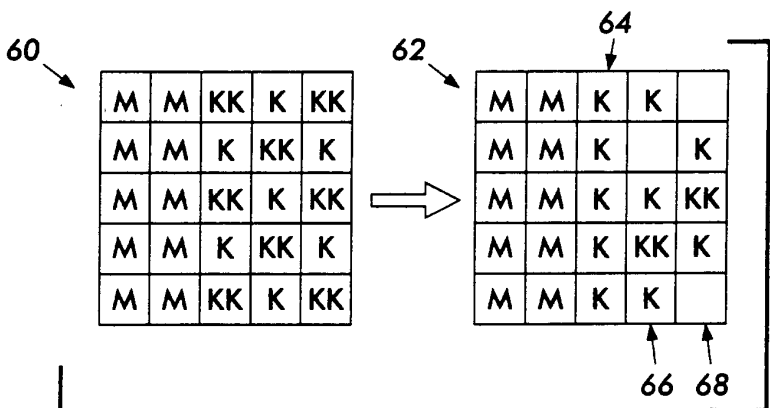 64
60 62
M M KK K KK M M K K
M M K KK K M M K K
M M KK K KK M M K K KK
M M K KK K M M K KK K
M M KK K KK M M K K
66 68